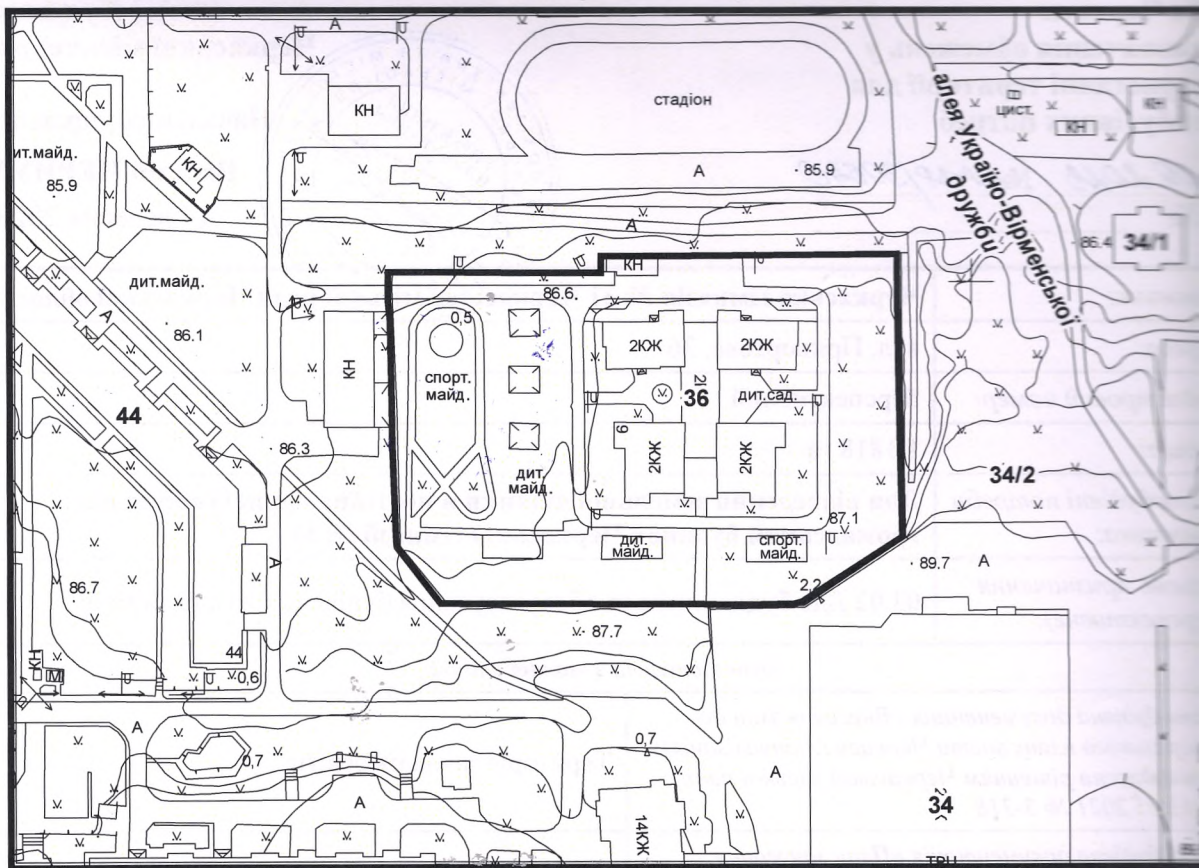 А
А
КН
стадіон
алея Україно-Вірменської
дружби
цист.
КН
КН
ит.майд.
85.9
КН
А
85.9
86.4
34/1
А
дит.майд.
КН
86.6
86.1
А
0,5
КН
2КЖ
2КЖ
спорт.
майд.
36
дит.сад.
44
86.3
9
2КЖ
2КЖ
дит.
майд.
34/2
87.1
дит.
майд.
спорт.
майд.
А
89.7
А
86.7
2,2
87.7
44
КН
М
0,6
А
0,7
0,7
А
А
34
14КЖ
ТРЦ